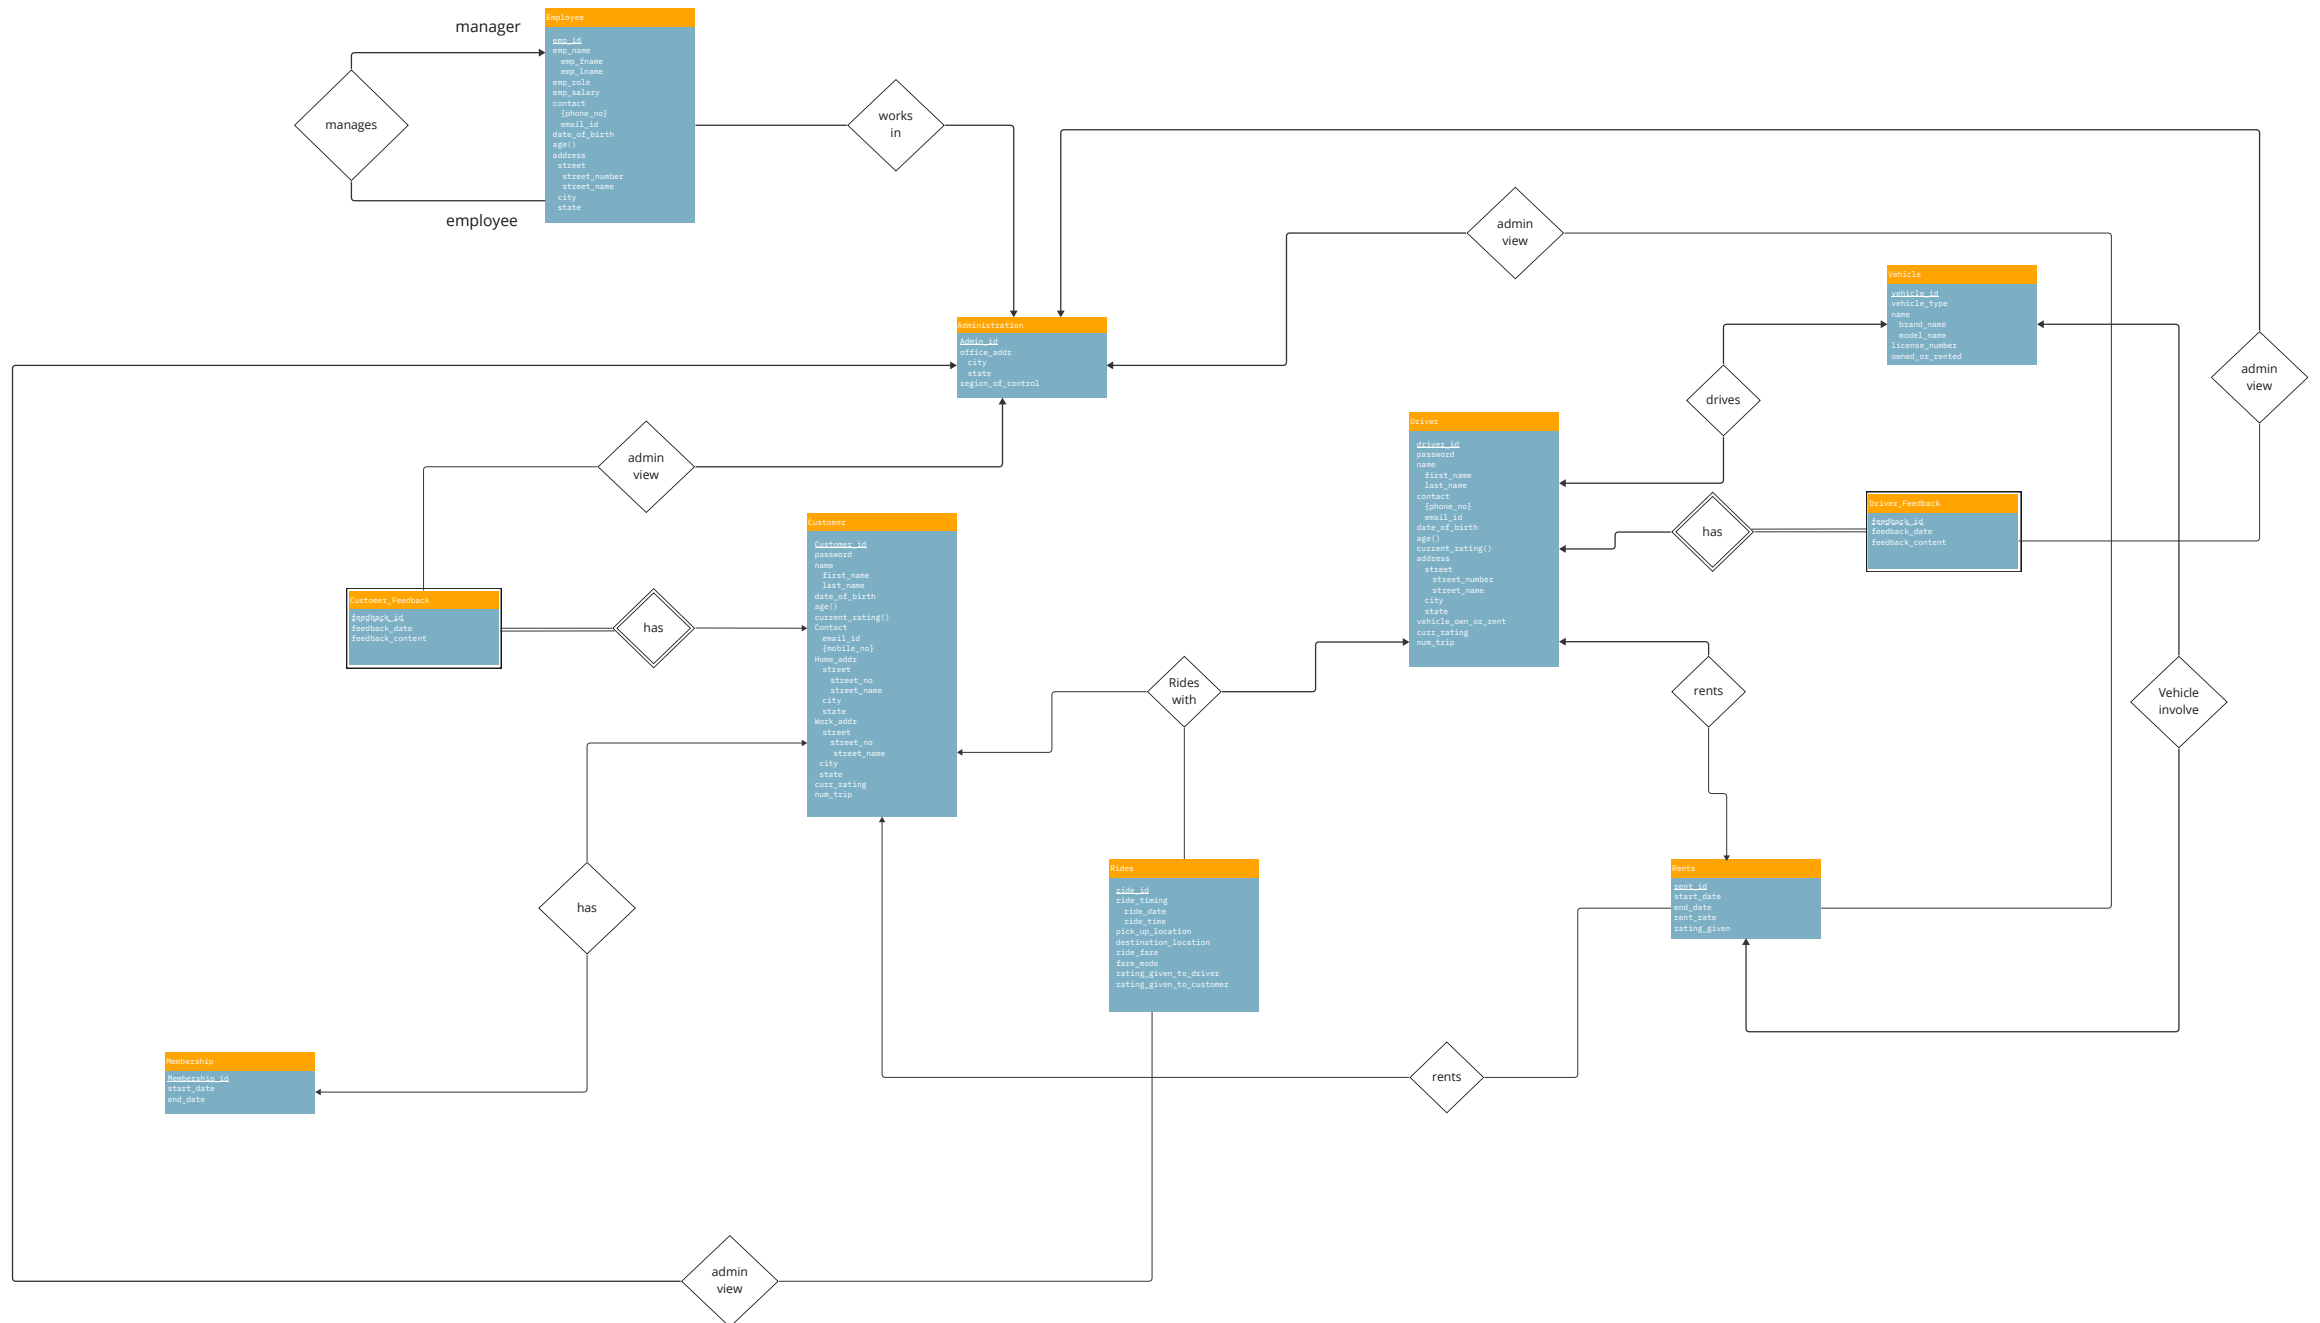 manager
Employee
emp_id
emp_name
emp_fname
emp_lname
emp_role
emp_salary
contact
{phone_no}
email_id
date_of_birth
age()
address
street
street_number
street_name
city
state
manages
employee
works
in
admin
view
Vehicle
vehicle_id
vehicle_type
name
brand_name
model_name
license_number
owned_or_rented
Administration
Admin_id
office_addr
city
state
region_of_control
admin
view
drives
admin
view
Driver
driver_id
password
name
first_name
last_name
contact
{phone_no}
email_id
date_of_birth
age()
current_rating()
address
street
street_number
street_name
city
state
vehicle_own_or_rent
curr_rating
num_trip
has
Driver_Feedback
feedback_id
feedback_date
feedback_content
Customer
Customer_id
password
name
first_name
last_name
date_of_birth
age()
current_rating()
Contact
email_id
{mobile_no}
Home_addr
street
street_no
street_name
city
state
Work_addr
street
street_no
street_name
city
state
curr_rating
num_trip
Customer_Feedback
feedback_id
feedback_date
feedback_content
has
Rides
with
rents
Vehicle
involve
has
Rides
ride_id
ride_timing
ride_date
ride_time
pick_up_location
destination_location
ride_fare
fare_mode
rating_given_to_driver
rating_given_to_customer
Rents
rent_id
start_date
end_date
rent_rate
rating_given
Membership
Membership_id
start_date
end_date
rents
admin
view